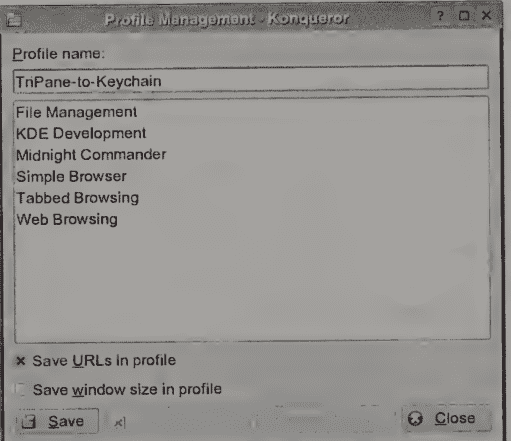 Profile Management - Konqueror
Profile name:
TriPane-to-Keychain
File Management
KDE Development
Midnight Commander
Simple Browser
Tabbed Browsing
Web Browsing
Save URLs in profile
Save window size in profile
Save
Close